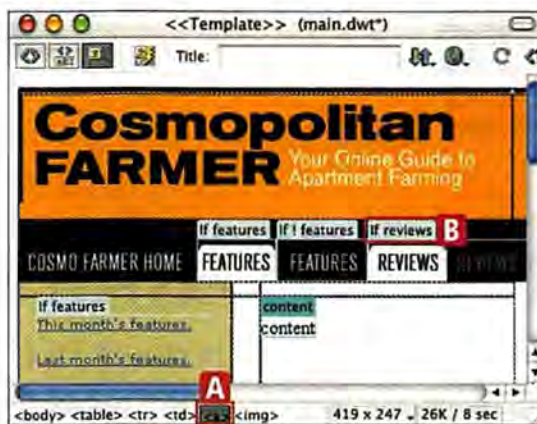 <<Template>> (main.dwt*)
Title:
Cosmopolitan
FARMER
Your Online Guide to
Apartment Farming
If features If ! features If reviews B
COSMO FARMER HOME FEATURES FEATURES REVIEWS REVIEWS
If features
This month's features.
content
content
Last month's features.
A
<body> <table> <tr> <td> <a> <img> 419 x 247 26K / 8 sec